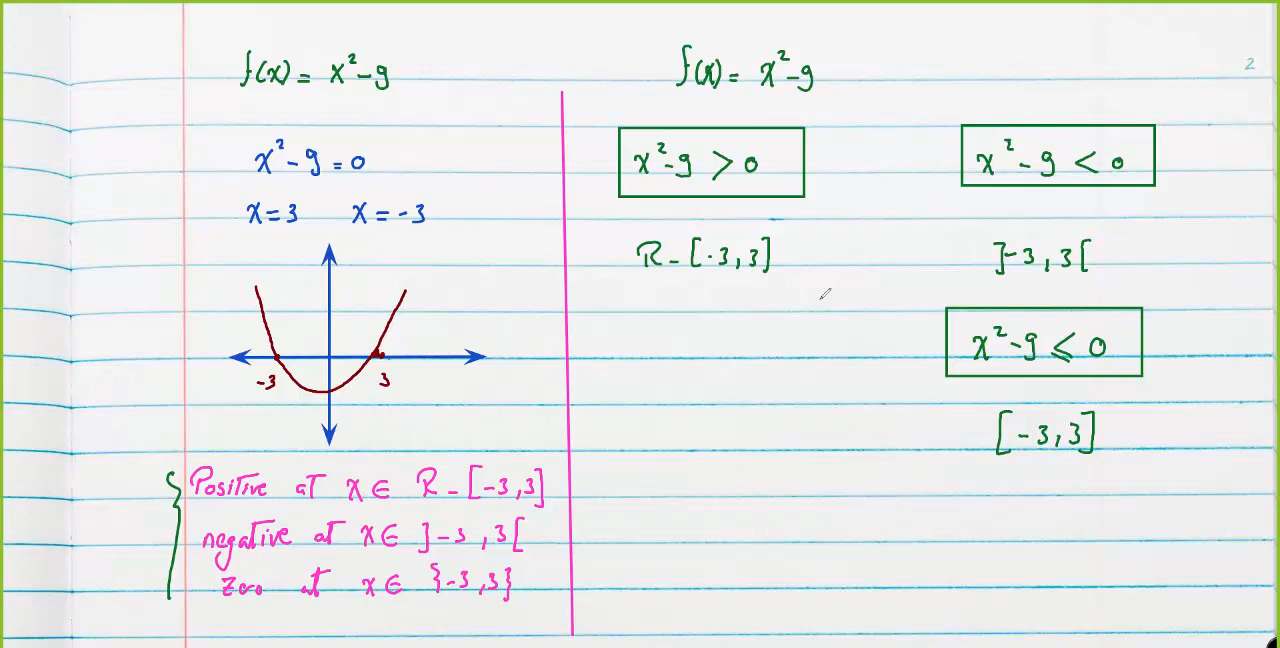 f(x) = x² - 9
x² - 9 = 0
x = 3 x = -3
-3 3
Positive at x ∈ R - [-3, 3]
negative at x ∈ ]-3, 3[
zero at x ∈ {-3, 3}
f(x) = x² - 9
2
x² - 9 > 0
R - [-3, 3]
x² - 9 < 0
]-3, 3[
x² - 9 ≤ 0
[-3, 3]